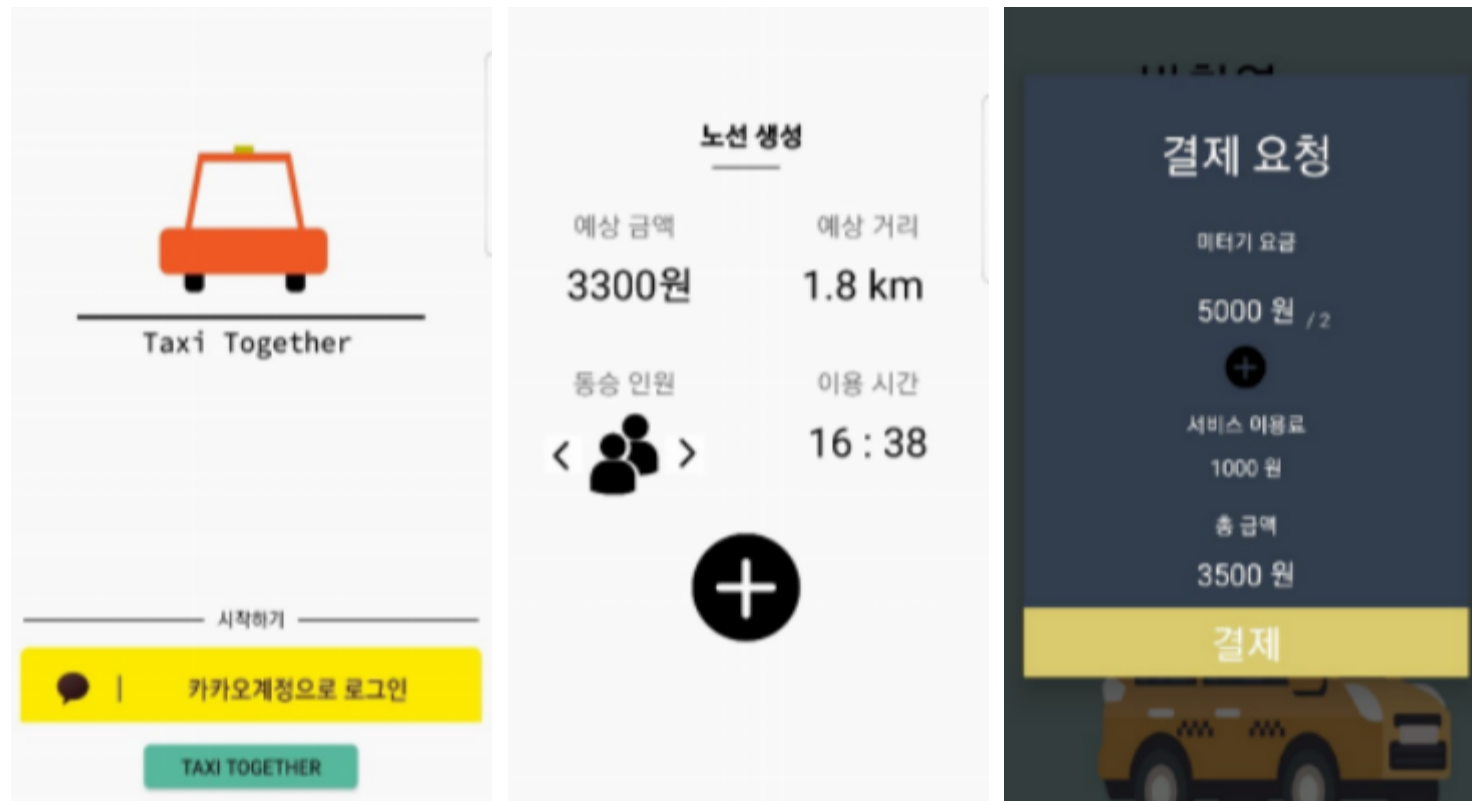 Taxi Together
시작하기
카카오계정으로 로그인
TAXI TOGETHER
노선 생성
예상 금액
예상 거리
3300원
1.8 km
동승 인원
이용 시간
< >
16 : 38
결제 요청
미터기 요금
5000 원 /2
서비스 이용료
1000 원
총 금액
3500 원
결제